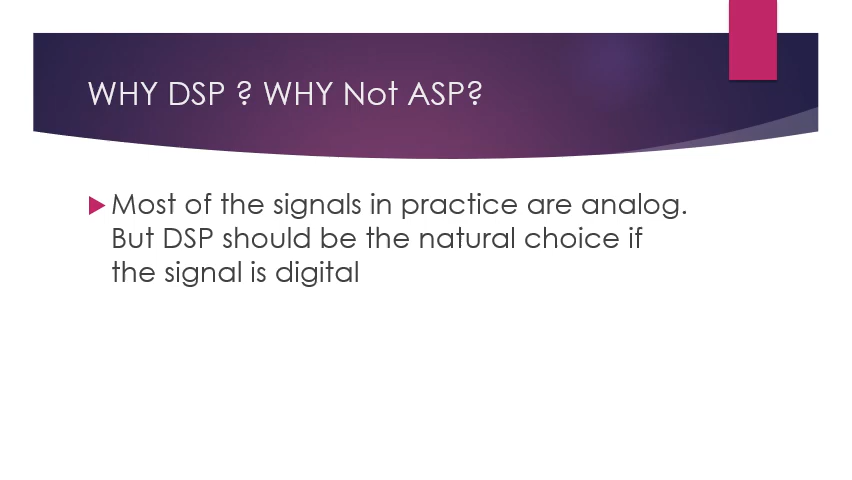 WHY DSP ? WHY Not ASP?
Most of the signals in practice are analog.
But DSP should be the natural choice if
the signal is digital